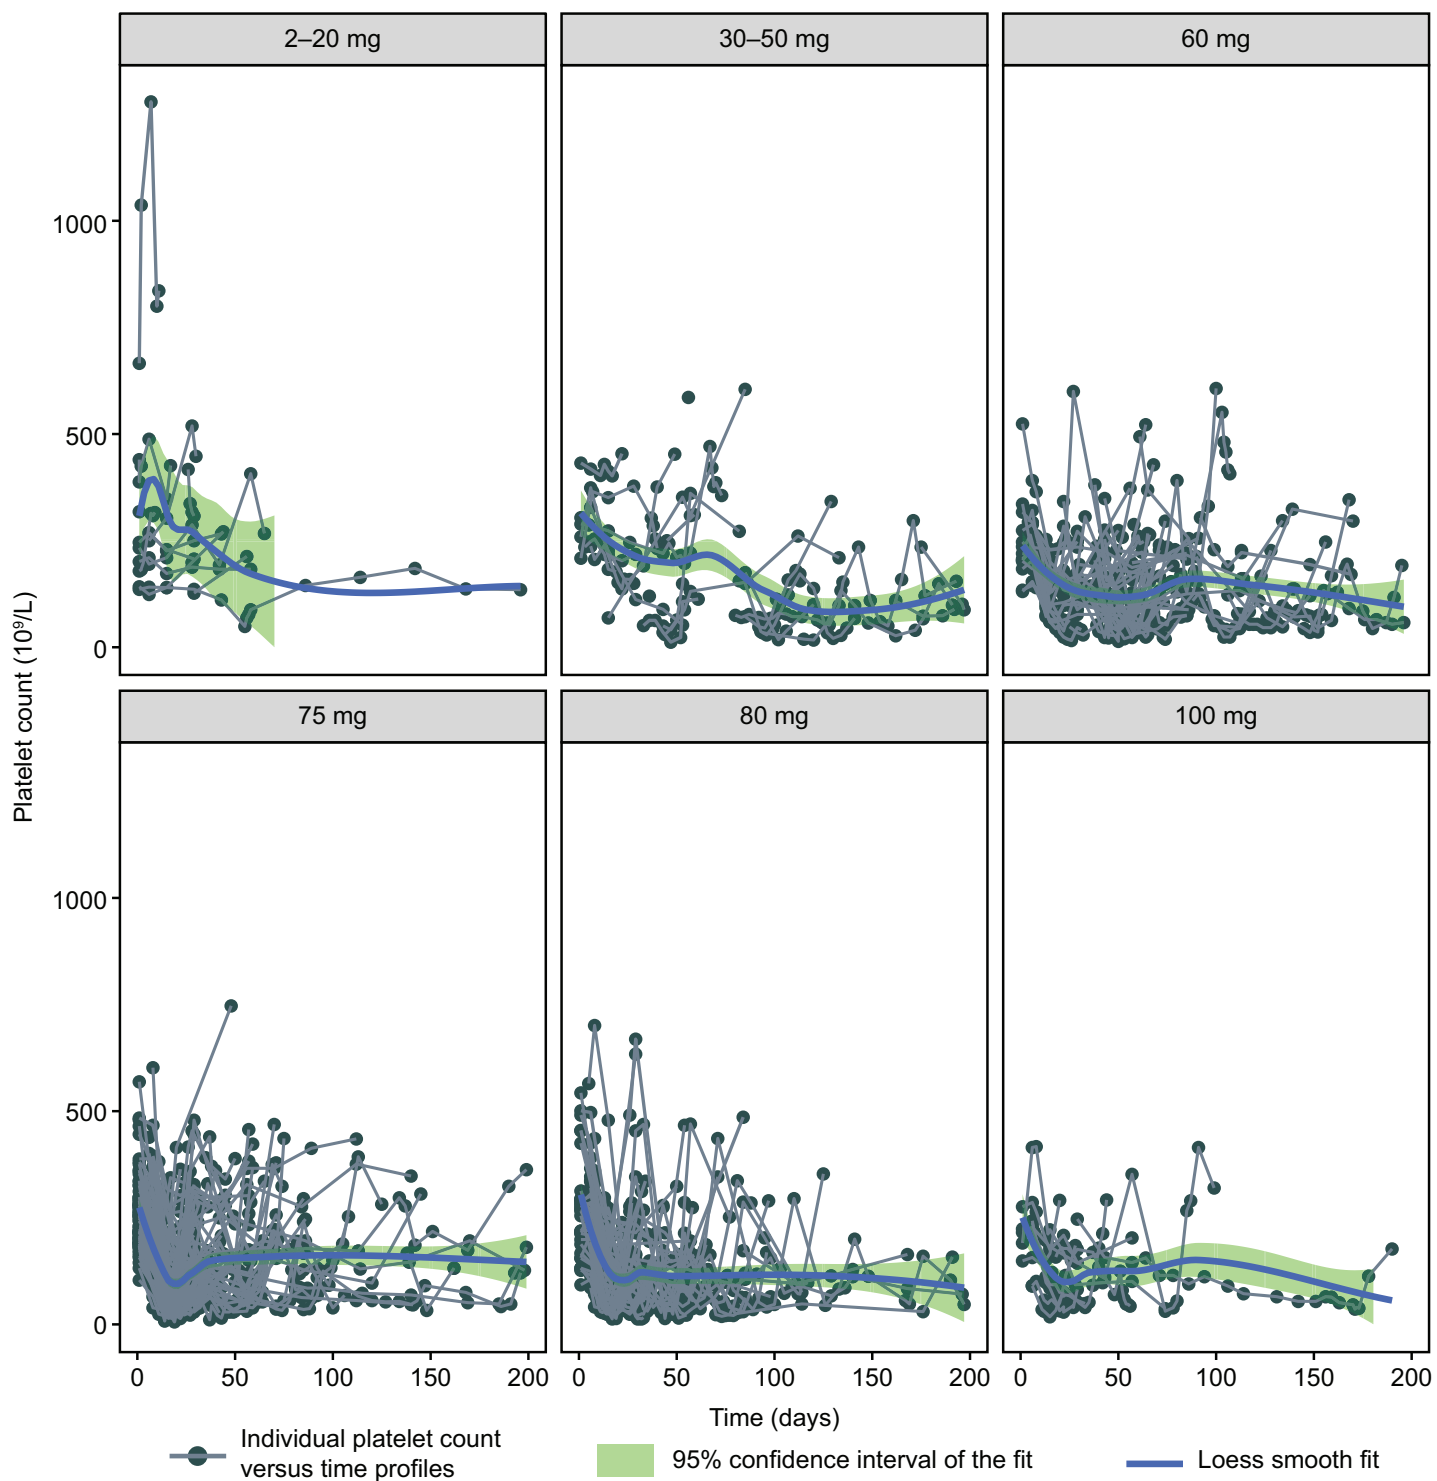 2–20 mg
30–50 mg
60 mg
1000
500
0
Platelet count (10⁹/L)
75 mg
80 mg
100 mg
1000
500
0
0 50 100 150 200
0 50 100 150 200
0 50 100 150 200
Time (days)
Individual platelet count
versus time profiles
95% confidence interval of the fit
Loess smooth fit